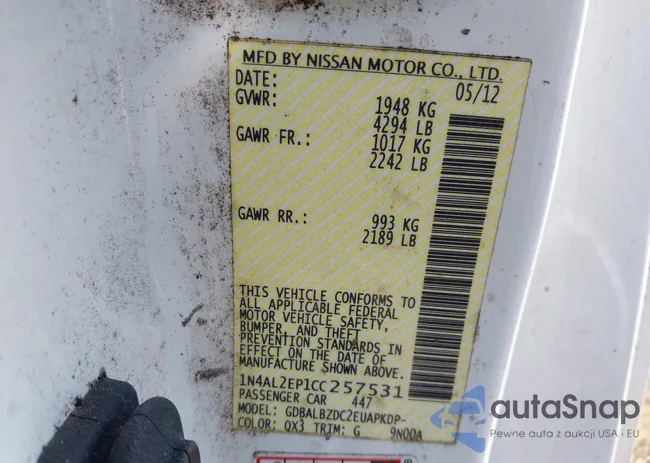 MFD BY NISSAN MOTOR CO., LTD.
DATE: 05/12
GVWR: 1948 KG
4294 LB
GAWR FR.: 1017 KG
2242 LB
GAWR RR.: 993 KG
2189 LB
THIS VEHICLE CONFORMS TO
ALL APPLICABLE FEDERAL
MOTOR VEHICLE SAFETY,
BUMPER, AND THEFT
PREVENTION STANDARDS IN
EFFECT ON THE DATE OF
MANUFACTURE SHOWN ABOVE.
1N4AL2EP1CC257531
PASSENGER CAR 447
MODEL: GDBALBZDC2EUAPKDP-
COLOR: QX3 TRIM: G 9N00A
autoSnap
Pewne auta z aukcji USA i EU